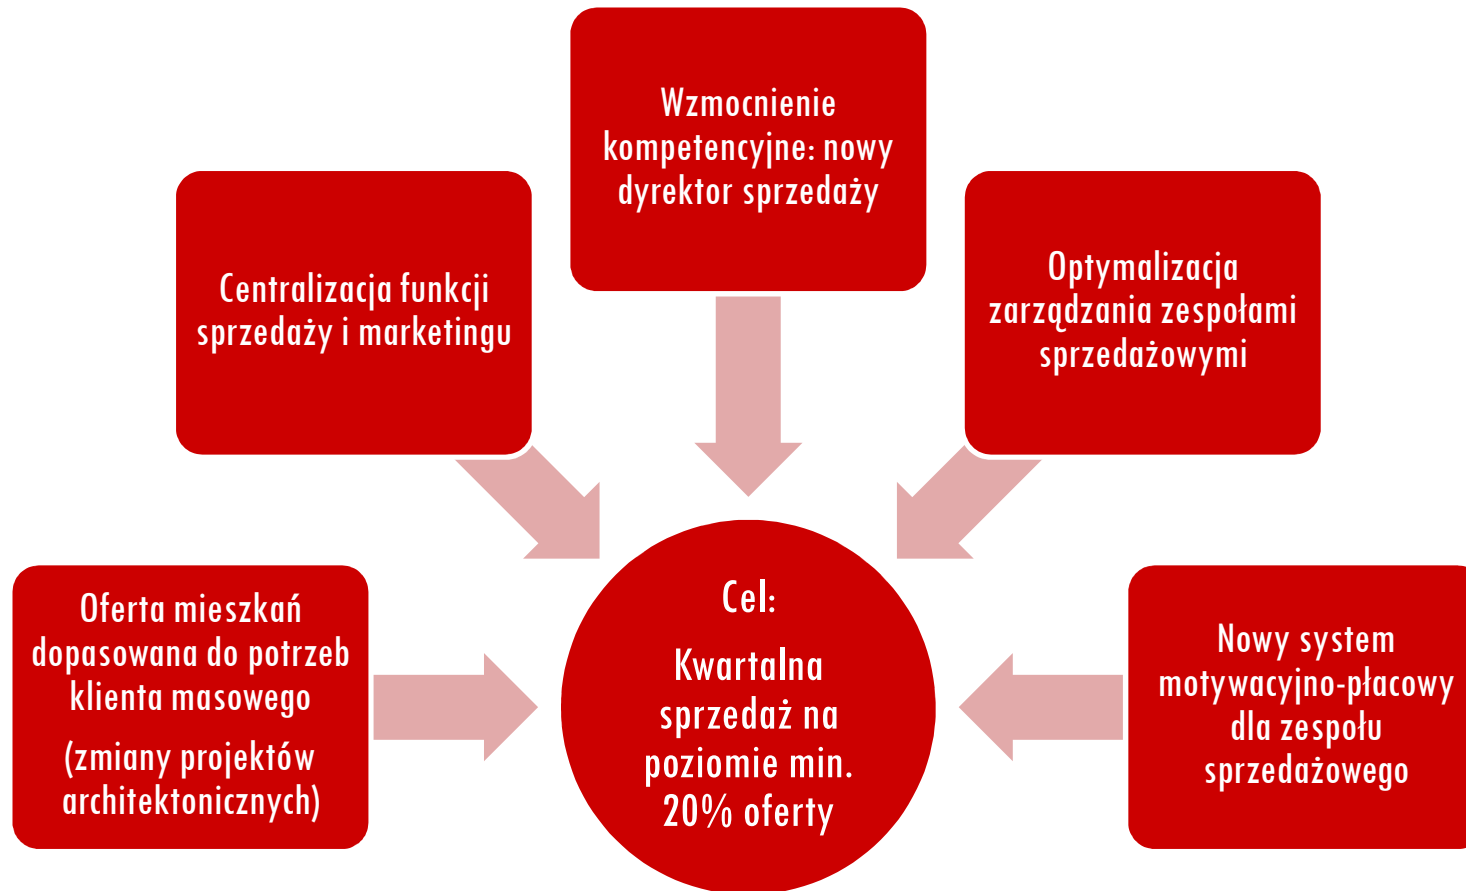 Wzmocnienie
kompetencyjne: nowy
dyrektor sprzedaży
Centralizacja funkcji
sprzedaży i marketingu
Optymalizacja
zarządzania zespołami
sprzedażowymi
Oferta mieszkań
dopasowana do potrzeb
klienta masowego
(zmiany projektów
architektonicznych)
Cel:
Kwartalna
sprzedaż na
poziomie min.
20% oferty
Nowy system
motywacyjno-płacowy
dla zespołu
sprzedażowego